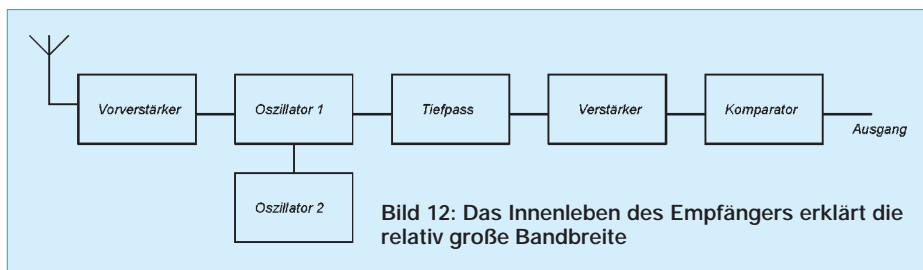 Vorverstärker
Oszillator 1
Tiefpass
Verstärker
Komparator
Ausgang
Oszillator 2
Bild 12: Das Innenleben des Empfängers erklärt die
relativ große Bandbreite